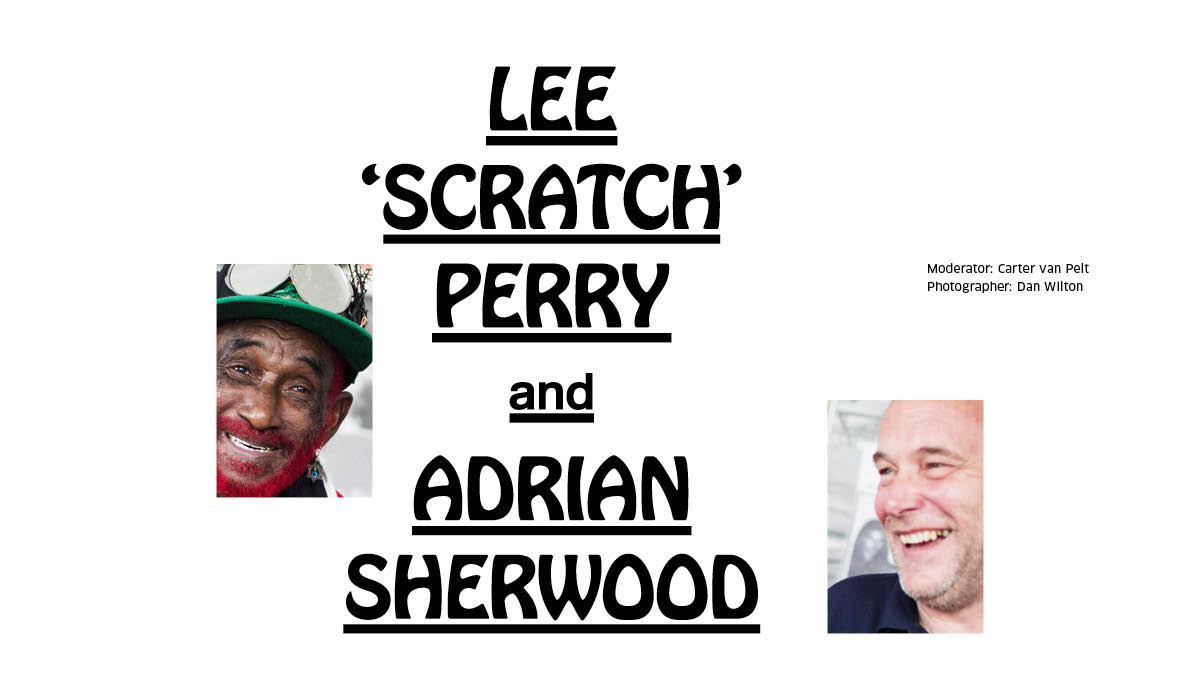 LEE
‘SCRATCH’
PERRY
and
ADRIAN
SHERWOOD
Moderator: Carter van Pelt
Photographer: Dan Wilton